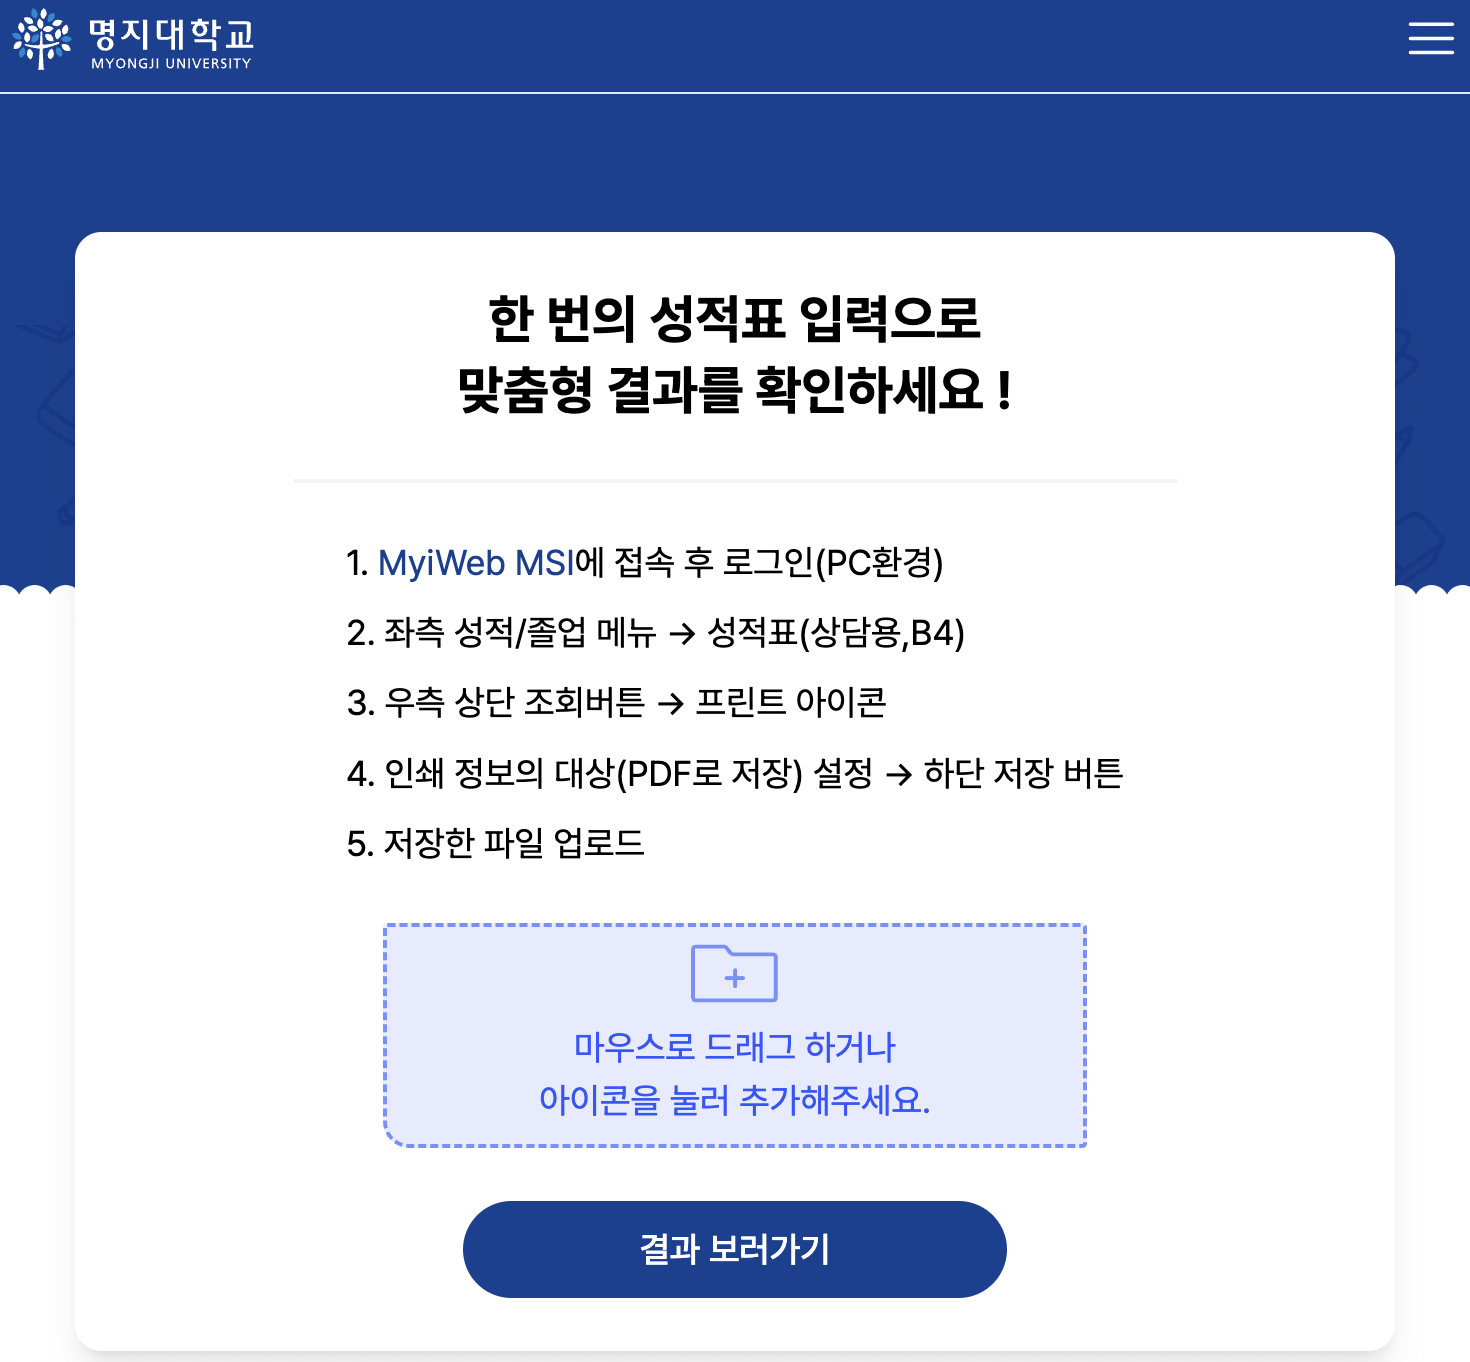 명지대학교
MYONGJI UNIVERSITY
한 번의 성적표 입력으로
맞춤형 결과를 확인하세요 !
1. MyiWeb MSI에 접속 후 로그인(PC환경)
2. 좌측 성적/졸업 메뉴 → 성적표(상담용,B4)
3. 우측 상단 조회버튼 → 프린트 아이콘
4. 인쇄 정보의 대상(PDF로 저장) 설정 → 하단 저장 버튼
5. 저장한 파일 업로드
마우스로 드래그 하거나
아이콘을 눌러 추가해주세요.
결과 보러가기